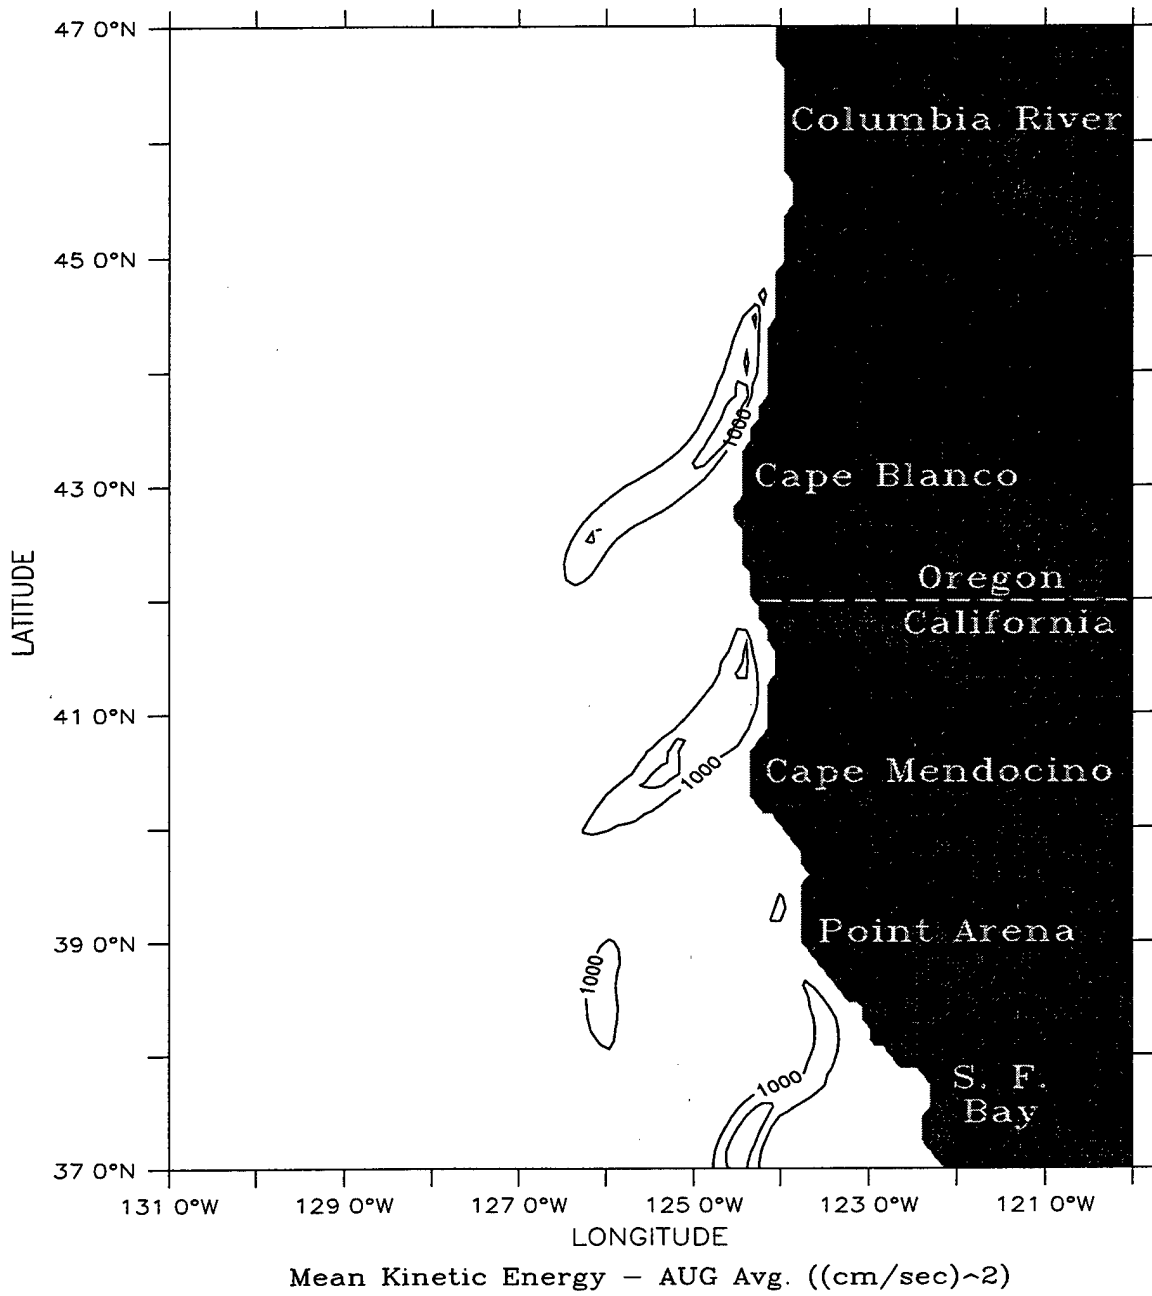 47 0°N
Columbia River
45 0°N
1000
Cape Blanco
43 0°N
Oregon
California
LATITUDE
41 0°N
1000
Cape Mendocino
Point Arena
39 0°N
1000
1000
S. F.
Bay
37 0°N
131 0°W 129 0°W 127 0°W 125 0°W 123 0°W 121 0°W
LONGITUDE
Mean Kinetic Energy – AUG Avg. ((cm/sec)^2)